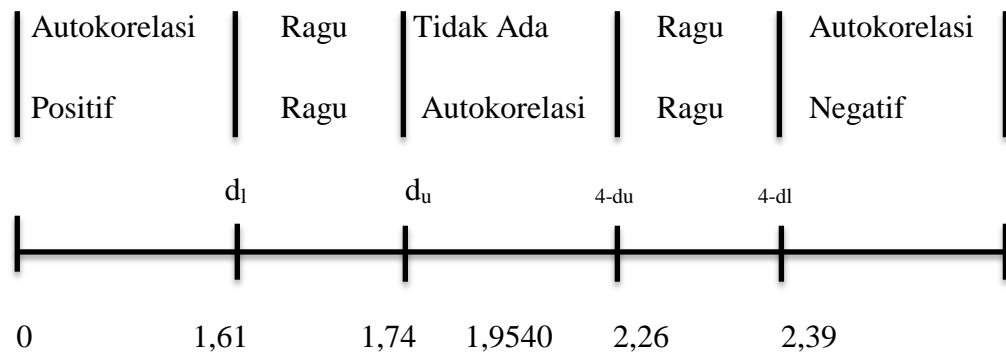 Autokorelasi Ragu Tidak Ada Ragu Autokorelasi
Positif Ragu Autokorelasi Ragu Negatif
dl du 4-du 4-dl
0 1,61 1,74 1,9540 2,26 2,39